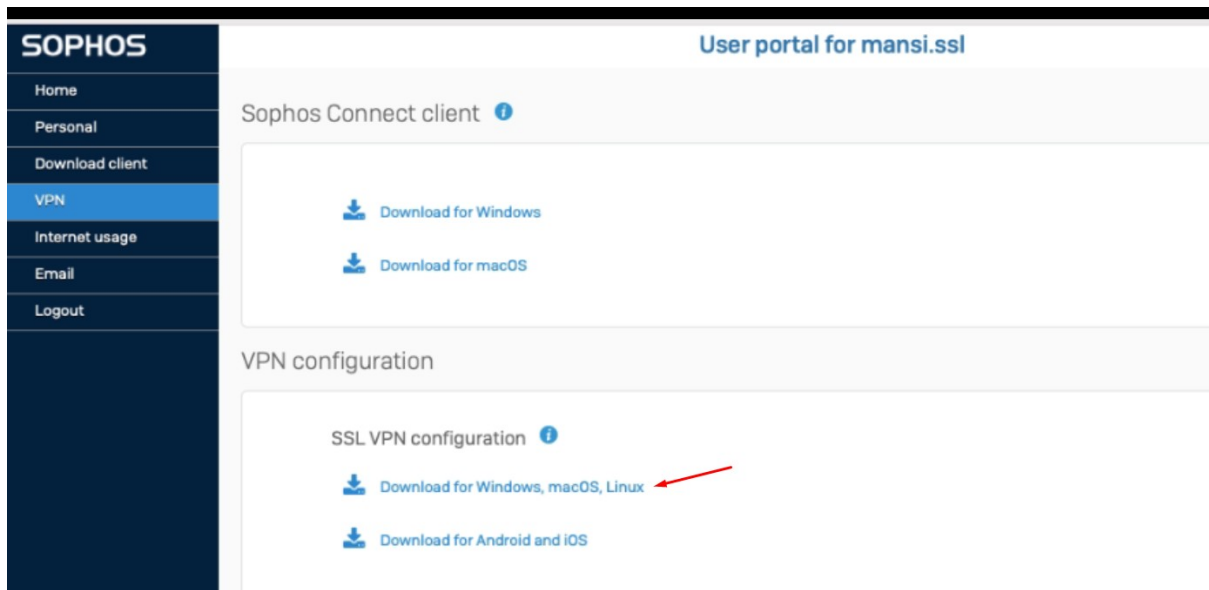 SOPHOS
User portal for mansi.ssl
Home
Personal
Download client
VPN
Internet usage
Email
Logout
Sophos Connect client
Download for Windows
Download for macOS
VPN configuration
SSL VPN configuration
Download for Windows, macOS, Linux
Download for Android and iOS